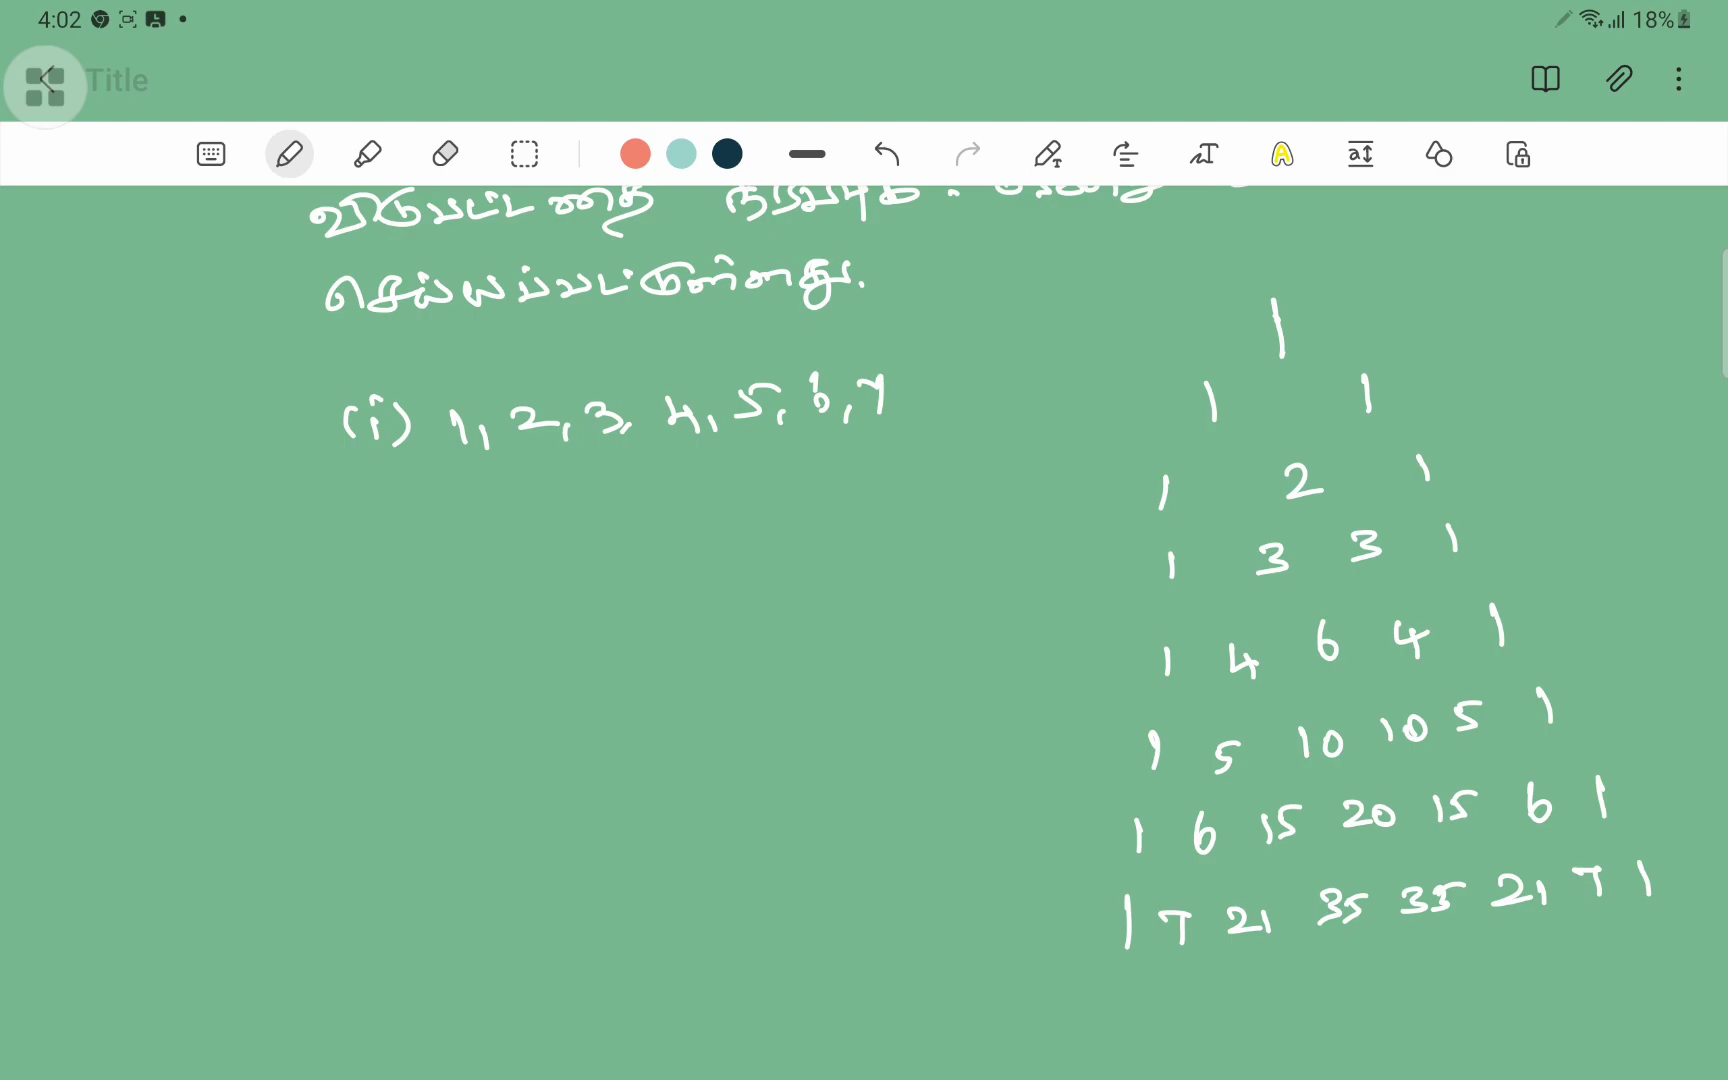 4:02
18%
Title
விடுபட்டதை நிரப்புக.
செய்யப்பட்டுள்ளது.
(i) 1, 2, 3, 4, 5, 6, 7
1
1 1
1 2 1
1 3 3 1
1 4 6 4 1
1 5 10 10 5 1
1 6 15 20 15 6 1
1 7 21 35 35 21 7 1